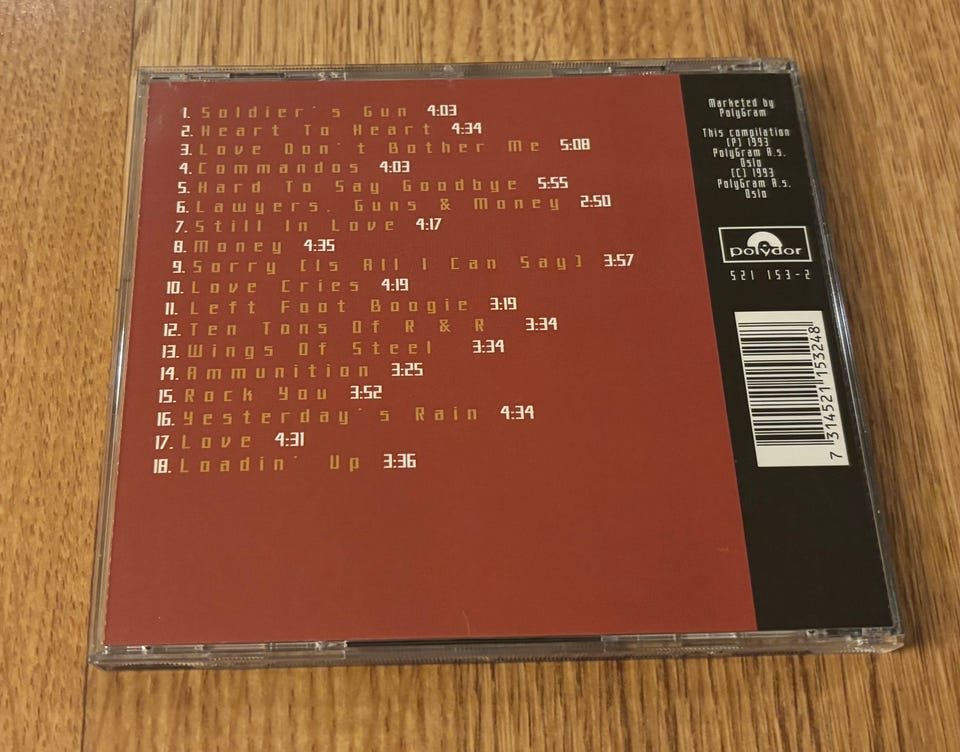 1. Soldier's Gun 4:03
2. Heart To Heart 4:34
3. Love Don't Bother Me 5:08
4. Commandos 4:03
5. Hard To Say Goodbye 5:55
6. Lawyers, Guns & Money 2:50
7. Still In Love 4:17
8. Money 4:35
9. Sorry [Is All I Can Say] 3:57
10. Love Cries 4:19
11. Left Foot Boogie 3:19
12. Ten Tons Of R & R 3:34
13. Wings Of Steel 3:34
14. Ammunition 3:25
15. Rock You 3:52
16. Yesterday's Rain 4:34
17. Love 4:31
18. Loadin' Up 3:36
Marketed by
PolyGram
This compilation
[P] 1993
PolyGram A.s.
Oslo
[C] 1993
PolyGram A.s.
Oslo
polydor
521 153-2
7 314521 153248